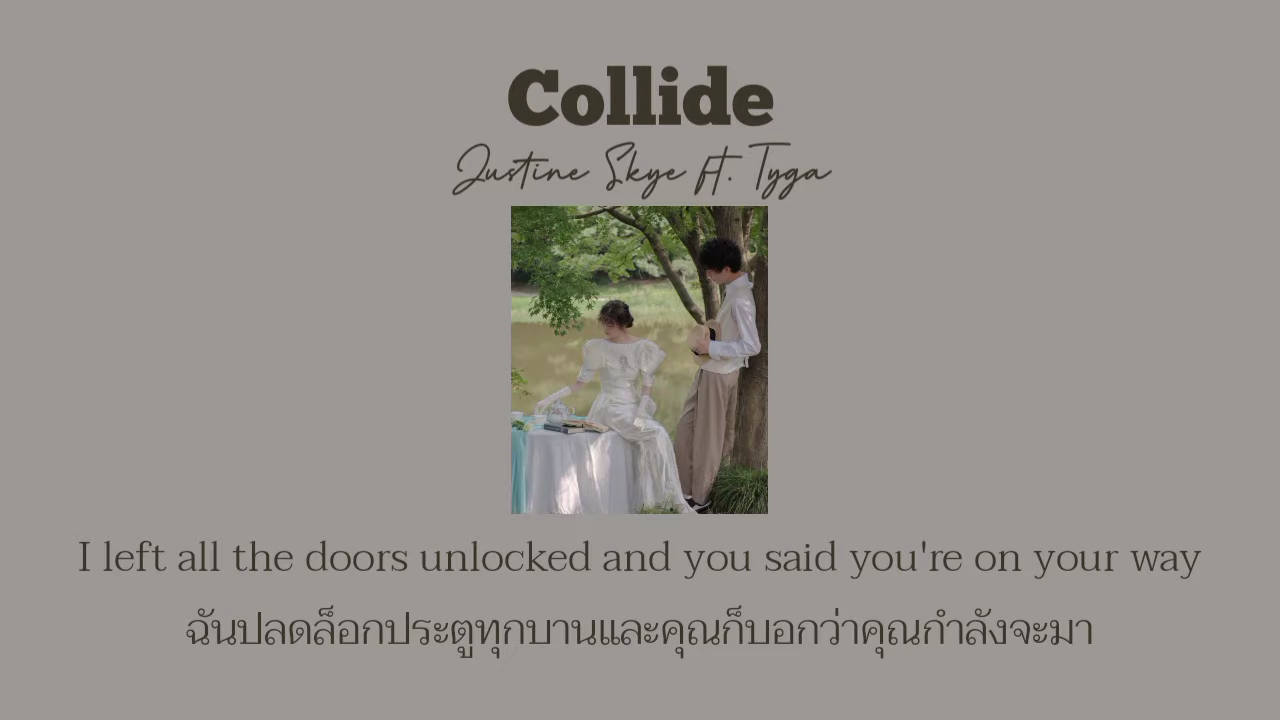 Collide
Justine Skye ft. Tyga
I left all the doors unlocked and you said you're on your way
ฉันปลดล็อกประตูทุกบานและคุณก็บอกว่าคุณกำลังจะมา